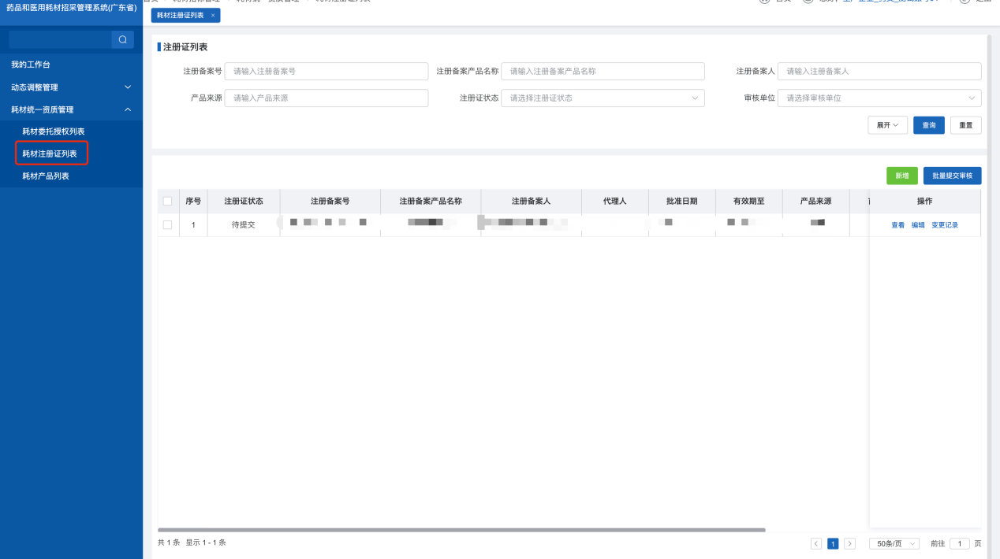 药品和医用耗材招采管理系统(广东省)
耗材注册证列表 ×
我的工作台
动态调整管理
耗材统一资质管理
耗材委托授权列表
耗材注册证列表
耗材产品列表
注册证列表
注册备案号 请输入注册备案号 注册备案产品名称 请输入注册备案产品名称 注册备案人 请输入注册备案人
产品来源 请输入产品来源 注册证状态 请选择注册证状态 审核单位 请选择审核单位
展开 查询 重置
新增 批量提交审核
序号 注册证状态 注册备案号 注册备案产品名称 注册备案人 代理人 批准日期 有效期至 产品来源 操作
1 待提交 查看 编辑 变更记录
共 1 条 显示 1 - 1 条 < 1 > 50条/页 前往 1 页